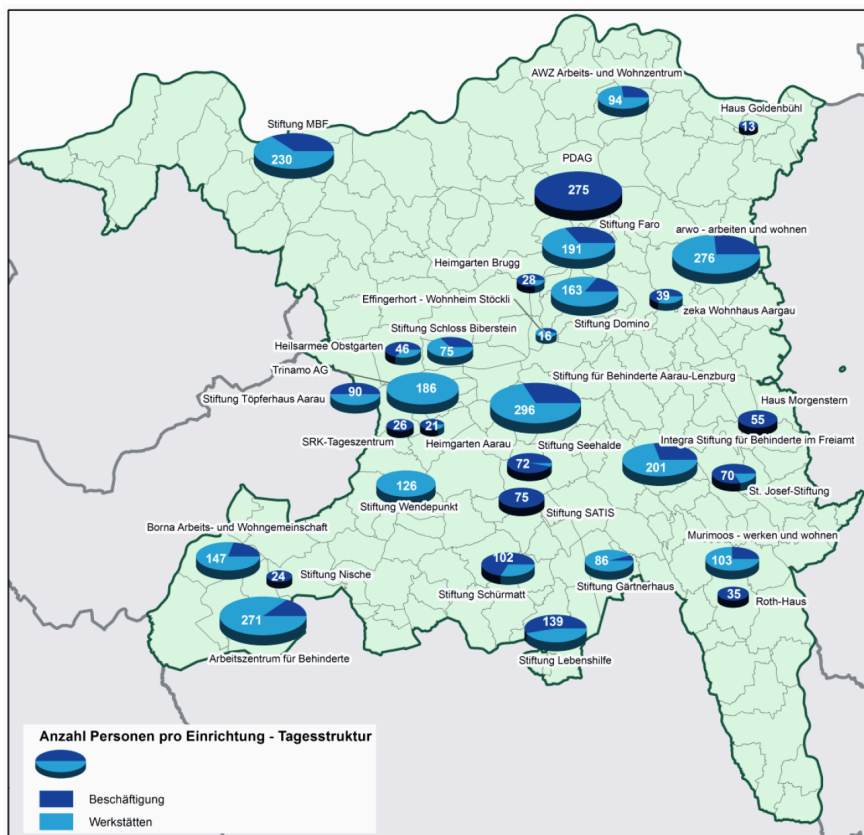 AWZ Arbeits- und Wohnzentrum
94
Haus Goldenbühl
13
Stiftung MBF
230
PDAG
275
Stiftung Faro
191
arwo - arbeiten und wohnen
276
Heimgarten Brugg
28
163
Stiftung Domino
39
zeka Wohnhaus Aargau
Effingerhort - Wohnheim Stöckli
16
Stiftung Schloss Biberstein
75
Heilsarmee Obstgarten
46
Trinamo AG
186
90
Stiftung Töpferhaus Aarau
Stiftung für Behinderte Aarau-Lenzburg
296
Haus Morgenstern
55
26
SRK-Tageszentrum
21
Heimgarten Aarau
Stiftung Seehalde
72
Integra Stiftung für Behinderte im Freiamt
201
70
St. Josef-Stiftung
126
Stiftung Wendepunkt
75
Stiftung SATIS
Borna Arbeits- und Wohngemeinschaft
147
24
Stiftung Nische
102
Stiftung Schürmatt
86
Stiftung Gärtnerhaus
Murimoos - werken und wohnen
103
35
Roth-Haus
271
Arbeitszentrum für Behinderte
139
Stiftung Lebenshilfe
Anzahl Personen pro Einrichtung - Tagesstruktur
Beschäftigung
Werkstätten